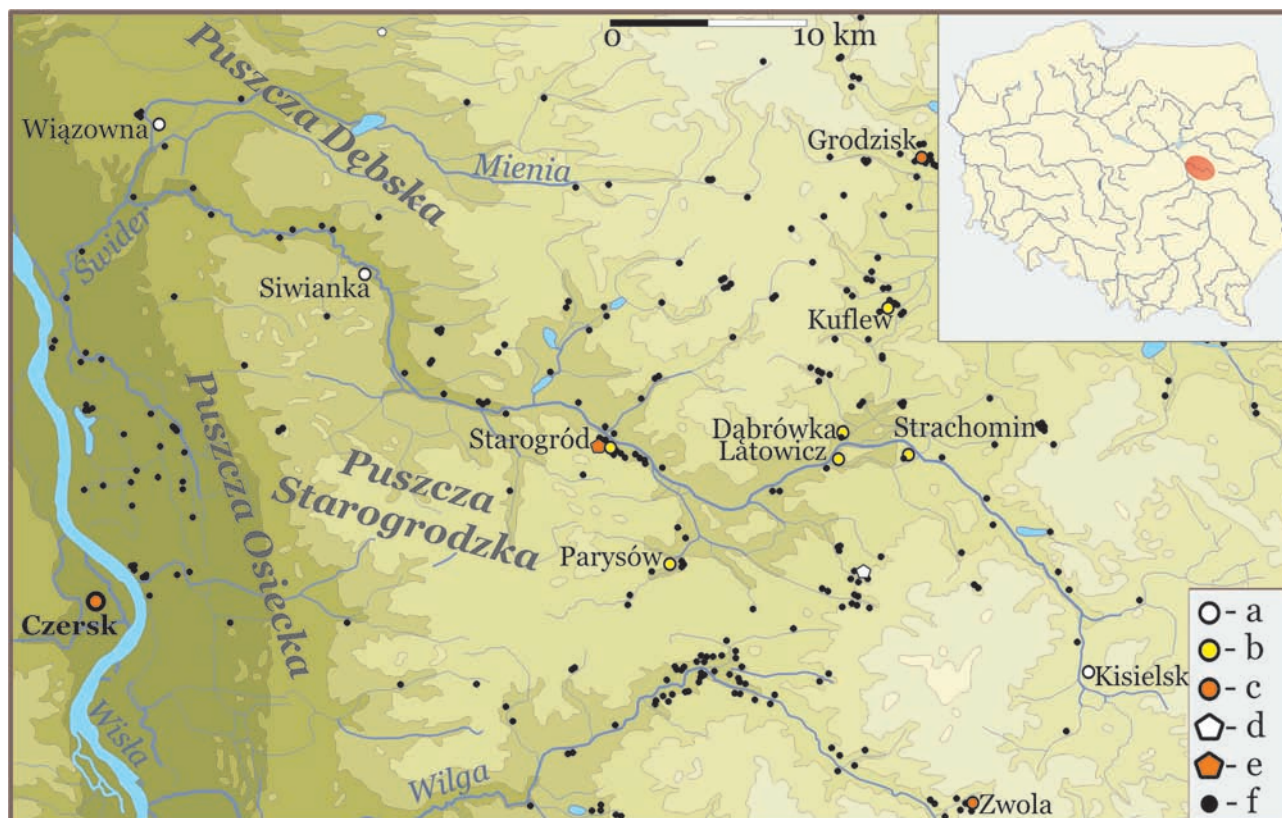 0
10 km
Puszcza Dębska
Wiązowna
Grodzisk
Mienia
Świder
Siwianka
Kuflew
Puszcza Osiecka
Starogród
Dąbrówka
Latowicz
Strachomin
Puszcza
Starogrodzka
Parysów
Czersk
Kisielsk
Wisła
Wilga
Zwola
- a
- b
- c
- d
- e
- f